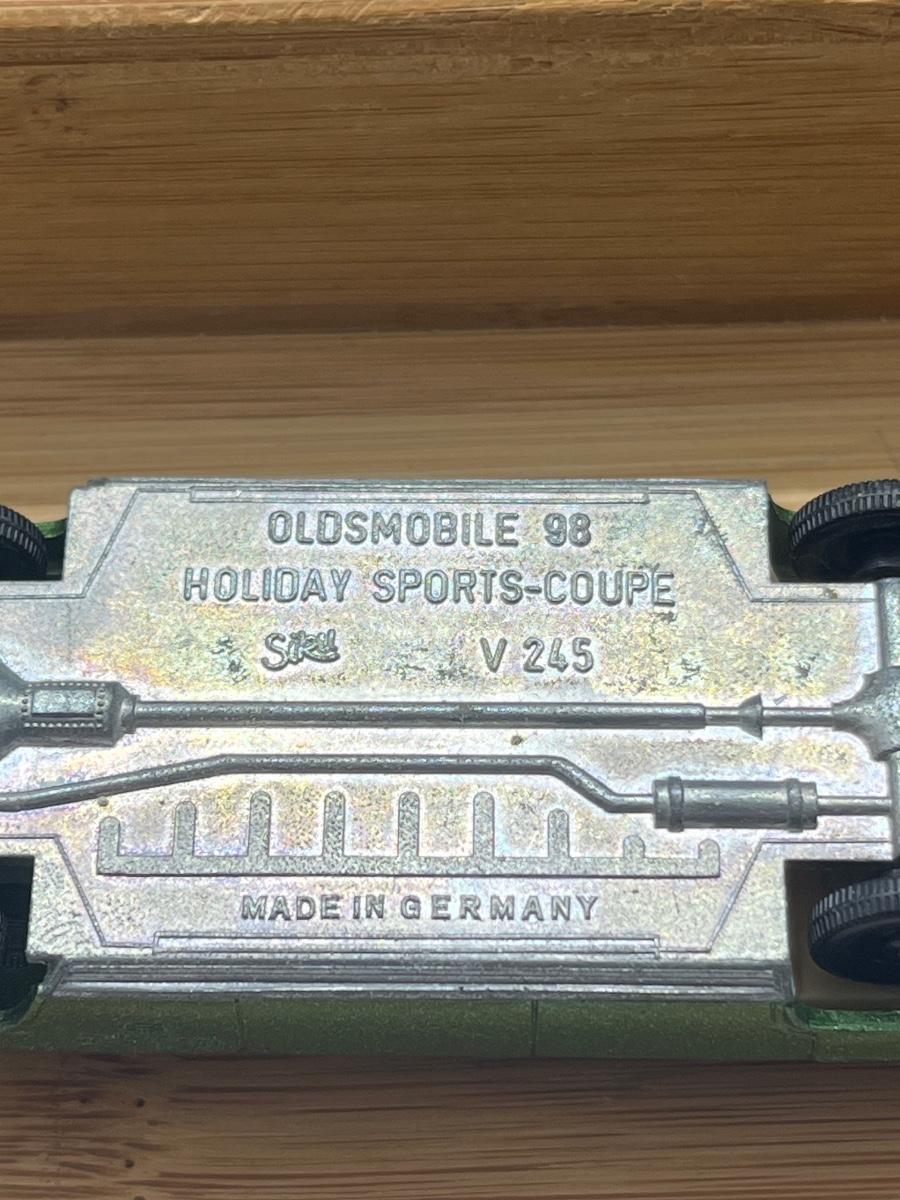 OLDSMOBILE 98
HOLIDAY SPORTS-COUPE
Siku V 245
MADE IN GERMANY